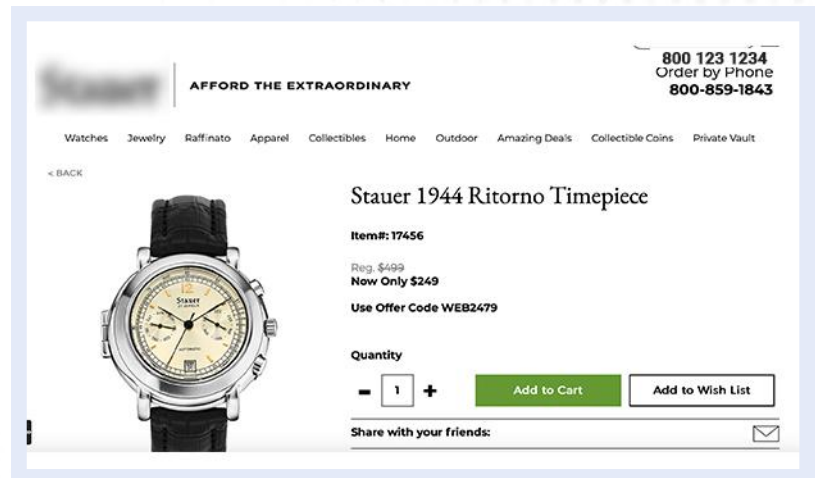 800 123 1234
AFFORD THE EXTRAORDINARY
Order by Phone
800-859-1843
Watches Jewelry Raffinato Apparel Collectibles Home Outdoor Amazing Deals Collectible Coins Private Vault
< BACK
Stauer 1944 Ritorno Timepiece
Item#: 17456
Reg. $499
Now Only $249
Use Offer Code WEB2479
Quantity
- 1 +
Add to Cart
Add to Wish List
Share with your friends:
12
Stauer
AUTOMATIC